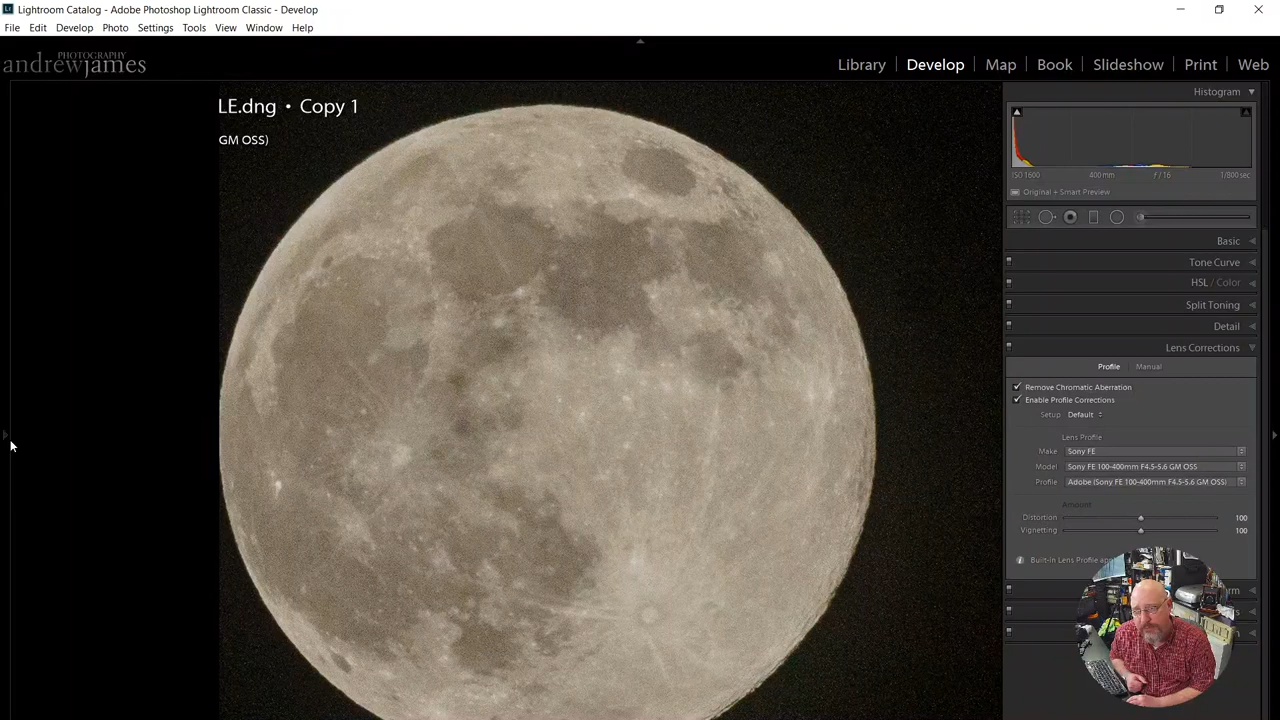 Lightroom Catalog - Adobe Photoshop Lightroom Classic - Develop
File Edit Develop Photo Settings Tools View Window Help
PHOTOGRAPHY
andrewjames
Library Develop Map Book Slideshow Print Web
LE.dng • Copy 1
GM OSS)
Histogram
ISO 1600 400 mm f / 16 1/800 sec
Original + Smart Preview
Basic
Tone Curve
HSL / Color
Split Toning
Detail
Lens Corrections
Profile Manual
Remove Chromatic Aberration
Enable Profile Corrections
Setup Default
Lens Profile
Make Sony FE
Model Sony FE 100-400mm F4.5-5.6 GM OSS
Profile Adobe (Sony FE 100-400mm F4.5-5.6 GM OSS)
Amount
Distortion 100
Vignetting 100
Built-in Lens Profile